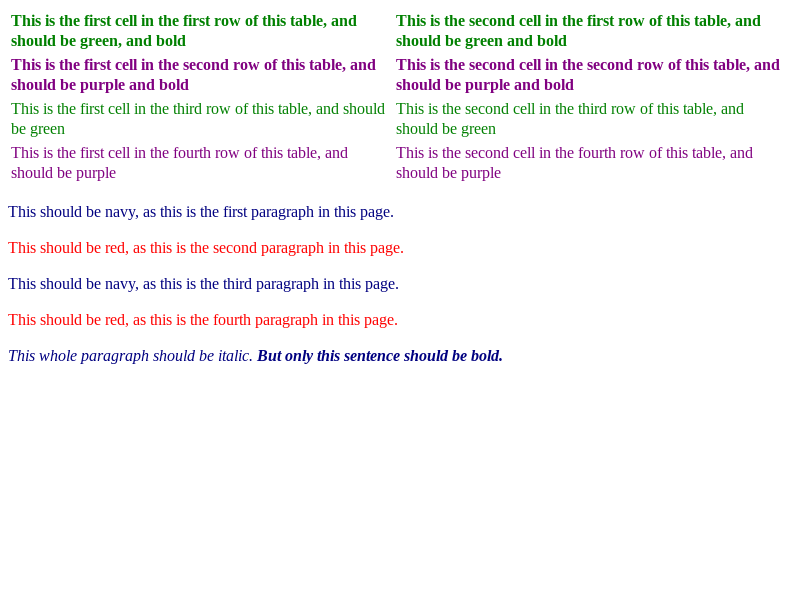 This is the first cell in the first row of this table, and
should be green, and bold
This is the second cell in the first row of this table, and
should be green and bold
This is the first cell in the second row of this table, and
should be purple and bold
This is the second cell in the second row of this table, and
should be purple and bold
This is the first cell in the third row of this table, and should
be green
This is the second cell in the third row of this table, and
should be green
This is the first cell in the fourth row of this table, and
should be purple
This is the second cell in the fourth row of this table, and
should be purple
This should be navy, as this is the first paragraph in this page.
This should be red, as this is the second paragraph in this page.
This should be navy, as this is the third paragraph in this page.
This should be red, as this is the fourth paragraph in this page.
This whole paragraph should be italic. But only this sentence should be bold.